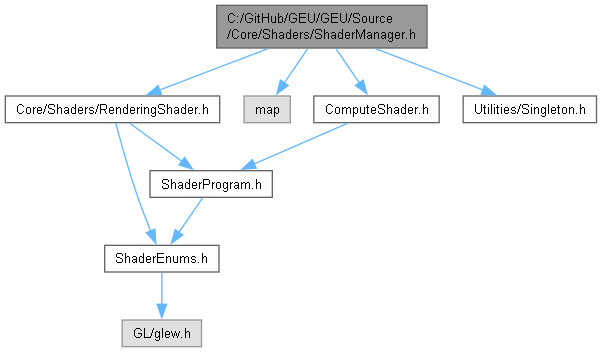 C:/GitHub/GEU/GEU/Source
/Core/Shaders/ShaderManager.h
Core/Shaders/RenderingShader.h
map
ComputeShader.h
Utilities/Singleton.h
ShaderProgram.h
ShaderEnums.h
GL/glew.h